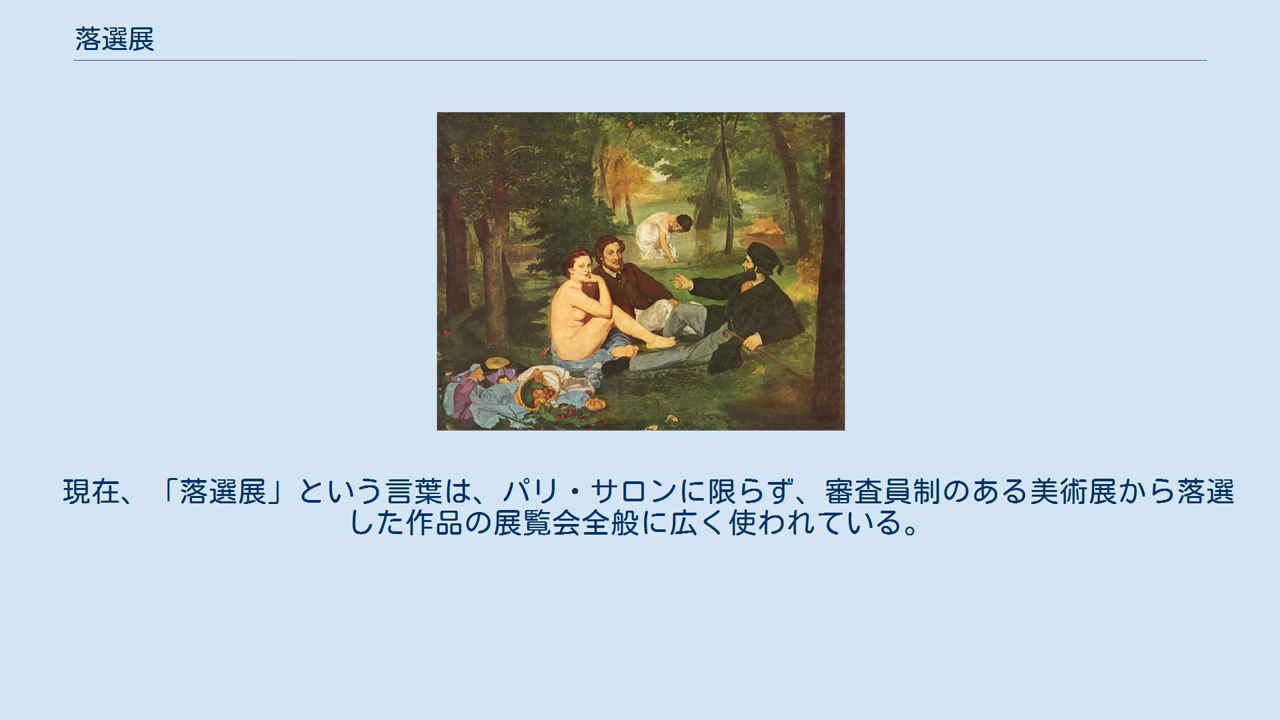 落選展
現在、「落選展」という言葉は、パリ・サロンに限らず、審査員制のある美術展から落選
した作品の展覧会全般に広く使われている。